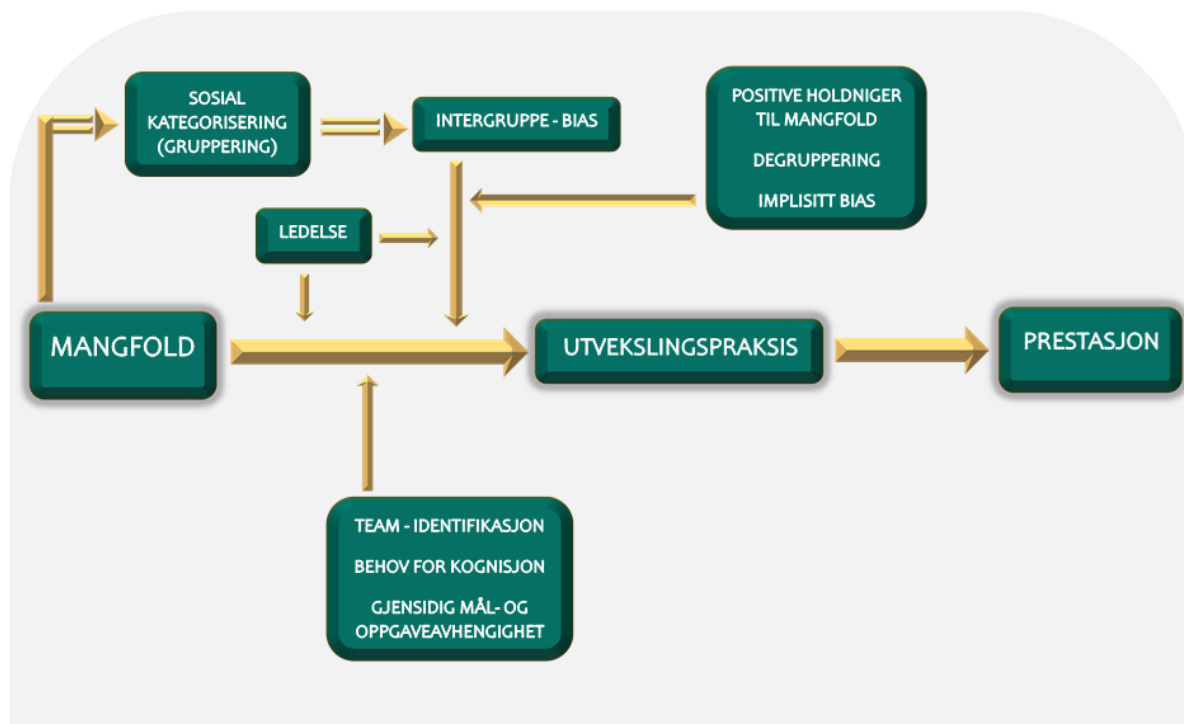 SOSIAL
KATEGORISERING
(GRUPPERING)
INTERGRUPPE - BIAS
POSITIVE HOLDNIGER
TIL MANGFOLD
DEGRUPPERING
IMPLISITT BIAS
LEDELSE
MANGFOLD
UTVEKSLINGSPRAKSIS
PRESTASJON
TEAM - IDENTIFIKASJON
BEHOV FOR KOGNISJON
GJENSIDIG MÅL- OG
OPPGAVEAVHENGIGHET